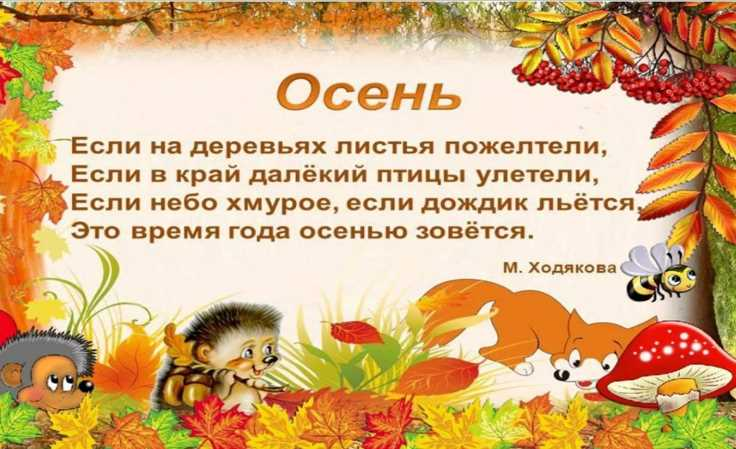 Осень
Если на деревьях листья пожелтели,
Если в край далёкий птицы улетели,
Если небо хмурое, если дождик льётся,
Это время года осенью зовётся.
М. Ходякова